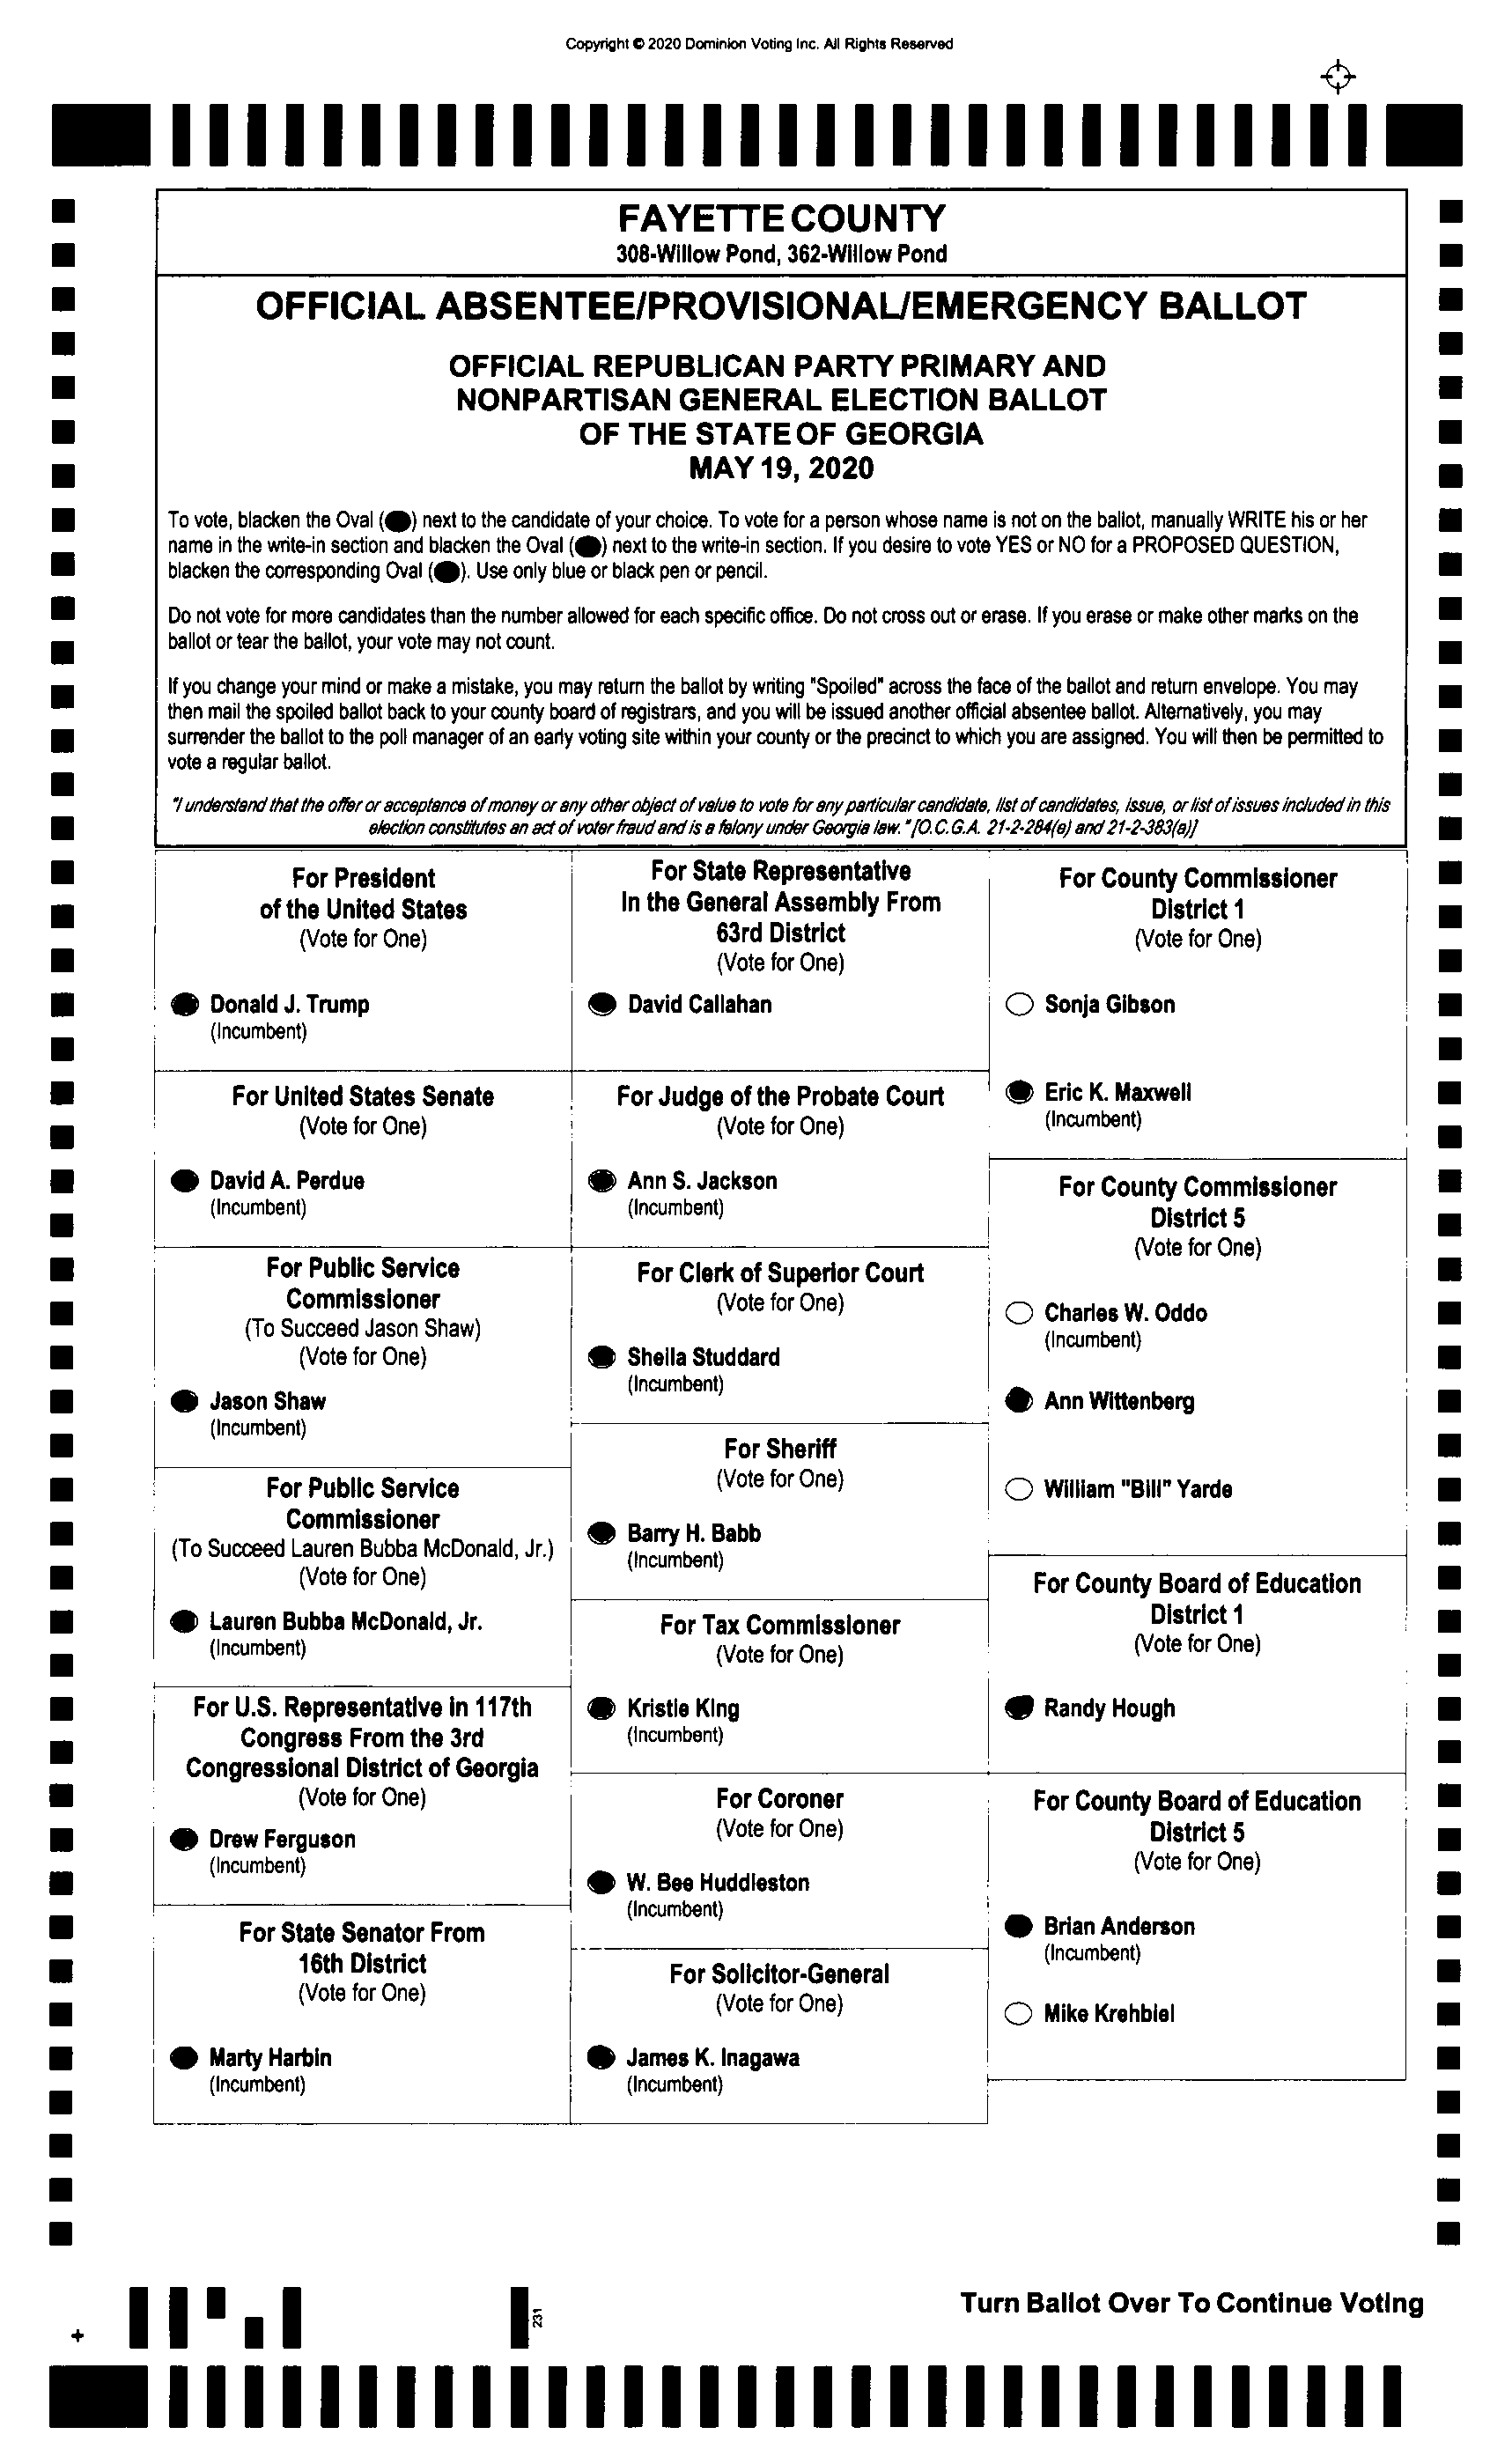 Copyright © 2020 Dominion Voting Inc. All Rights Reserved
FAYETTE COUNTY
308-Willow Pond, 362-Willow Pond
OFFICIAL ABSENTEE/PROVISIONAL/EMERGENCY BALLOT
OFFICIAL REPUBLICAN PARTY PRIMARY AND
NONPARTISAN GENERAL ELECTION BALLOT
OF THE STATE OF GEORGIA
MAY 19, 2020
To vote, blacken the Oval (●) next to the candidate of your choice. To vote for a person whose name is not on the ballot, manually WRITE his or her
name in the write-in section and blacken the Oval (●) next to the write-in section. If you desire to vote YES or NO for a PROPOSED QUESTION,
blacken the corresponding Oval (●). Use only blue or black pen or pencil.
Do not vote for more candidates than the number allowed for each specific office. Do not cross out or erase. If you erase or make other marks on the
ballot or tear the ballot, your vote may not count.
If you change your mind or make a mistake, you may return the ballot by writing "Spoiled" across the face of the ballot and return envelope. You may
then mail the spoiled ballot back to your county board of registrars, and you will be issued another official absentee ballot. Alternatively, you may
surrender the ballot to the poll manager of an early voting site within your county or the precinct to which you are assigned. You will then be permitted to
vote a regular ballot.
"I understand that the offer or acceptance of money or any other object of value to vote for any particular candidate, list of candidates, issue, or list of issues included in this
election constitutes an act of voter fraud and is a felony under Georgia law." [O.C.G.A. 21-2-284(e) and 21-2-383(a)]
For President
of the United States
(Vote for One)
Donald J. Trump
(Incumbent)
For United States Senate
(Vote for One)
David A. Perdue
(Incumbent)
For Public Service
Commissioner
(To Succeed Jason Shaw)
(Vote for One)
Jason Shaw
(Incumbent)
For Public Service
Commissioner
(To Succeed Lauren Bubba McDonald, Jr.)
(Vote for One)
Lauren Bubba McDonald, Jr.
(Incumbent)
For U.S. Representative in 117th
Congress From the 3rd
Congressional District of Georgia
(Vote for One)
Drew Ferguson
(Incumbent)
For State Senator From
16th District
(Vote for One)
Marty Harbin
(Incumbent)
For State Representative
In the General Assembly From
63rd District
(Vote for One)
David Callahan
For Judge of the Probate Court
(Vote for One)
Ann S. Jackson
(Incumbent)
For Clerk of Superior Court
(Vote for One)
Sheila Studdard
(Incumbent)
For Sheriff
(Vote for One)
Barry H. Babb
(Incumbent)
For Tax Commissioner
(Vote for One)
Kristie King
(Incumbent)
For Coroner
(Vote for One)
W. Bee Huddleston
(Incumbent)
For Solicitor-General
(Vote for One)
James K. Inagawa
(Incumbent)
For County Commissioner
District 1
(Vote for One)
Sonja Gibson
Eric K. Maxwell
(Incumbent)
For County Commissioner
District 5
(Vote for One)
Charles W. Oddo
(Incumbent)
Ann Wittenberg
William "Bill" Yarde
For County Board of Education
District 1
(Vote for One)
Randy Hough
For County Board of Education
District 5
(Vote for One)
Brian Anderson
(Incumbent)
Mike Krehbiel
Turn Ballot Over To Continue Voting
231